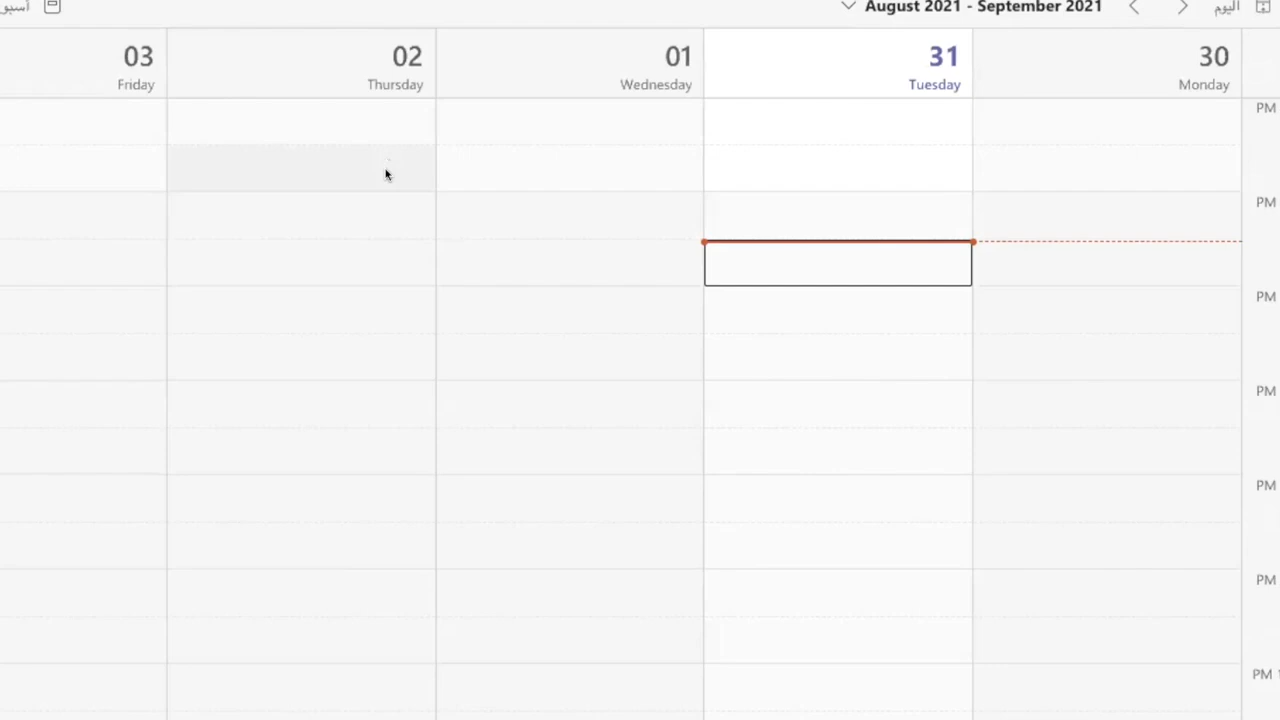 اليوم
August 2021 - September 2021
30
Monday
31
Tuesday
01
Wednesday
02
Thursday
03
Friday
PM
PM
PM
PM
PM
PM
PM